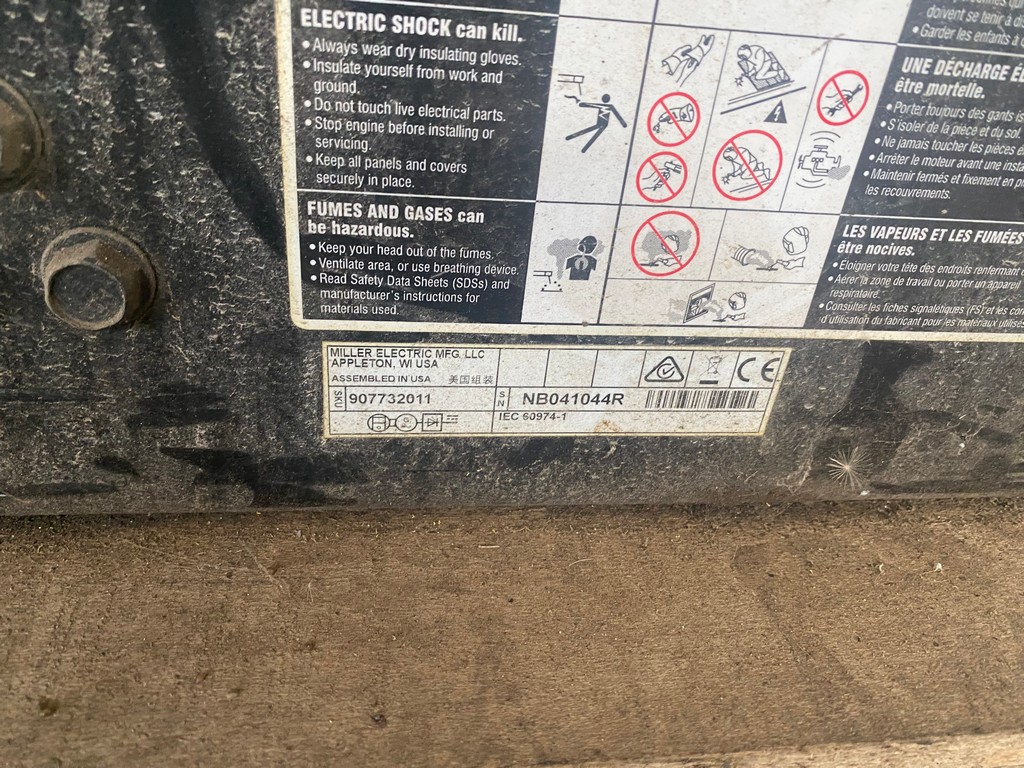 ELECTRIC SHOCK can kill.
• Always wear dry insulating gloves.
• Insulate yourself from work and
ground.
• Do not touch live electrical parts.
• Stop engine before installing or
servicing.
• Keep all panels and covers
securely in place.
FUMES AND GASES can
be hazardous.
• Keep your head out of the fumes.
• Ventilate area, or use breathing device.
• Read Safety Data Sheets (SDSs) and
manufacturer's instructions for
materials used.
doivent se tenir à
• Garder les enfants à
UNE DÉCHARGE
être mortelle.
• Porter toujours des gants
• S'isoler de la pièce et du sol.
• Ne jamais toucher les pièces
• Arrêter le moteur avant une
• Maintenir fermés et fixement en
les recouvrements.
LES VAPEURS ET LES FUMÉES
être nocives.
• Eloigner votre tête des endroits renfermant
• Aérer la zone de travail ou porter un appareil
respiratoire.
• Consulter les fiches signalétiques (FS) et les
d'utilisation du fabricant pour les matériaux
MILLER ELECTRIC MFG. LLC
APPLETON, WI USA
ASSEMBLED IN USA 美国组装
CE
SKU 907732011
SN NB041044R
IEC 60974-1